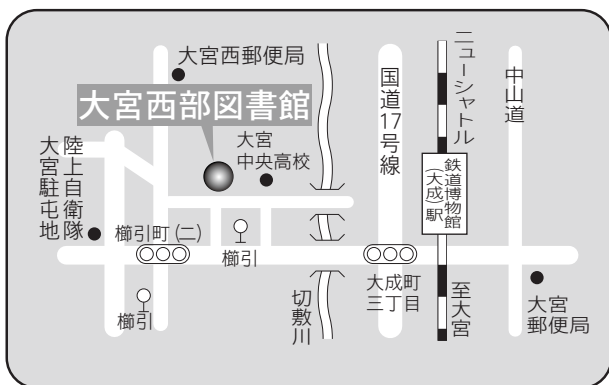 大宮西郵便局
大宮西部図書館
大宮
中央高校
陸上自衛隊
大宮駐屯地
櫛引町(二)
櫛引
櫛引
切敷川
国道17号線
大成町
三丁目
ニューシャトル
鉄道博物館
(大成)駅
至大宮
中山道
大宮
郵便局